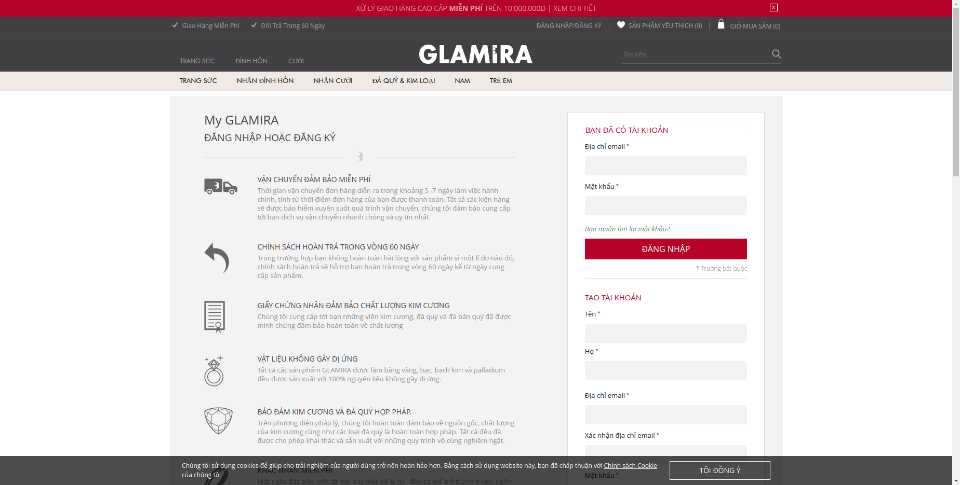 XỬ LÝ GIAO HÀNG CAO CẤP MIỄN PHÍ TRÊN 10.000.000Đ | XEM CHI TIẾT
x
Giao Hàng Miễn Phí
Đổi Trả Trong 60 Ngày
ĐĂNG NHẬP/ĐĂNG KÝ
SẢN PHẨM YÊU THÍCH (0)
GIỎ MUA SẮM (0)
TRANG SỨC
ĐÍNH HÔN
CƯỚI
GLAMIRA
Tìm kiếm
TRANG SỨC
NHẪN ĐÍNH HÔN
NHẪN CƯỚI
ĐÁ QUÝ & KIM LOẠI
NAM
TRẺ EM
My GLAMIRA
ĐĂNG NHẬP HOẶC ĐĂNG KÝ
VẬN CHUYỂN ĐẢM BẢO MIỄN PHÍ
Thời gian vận chuyển đơn hàng diễn ra trong khoảng 5 -7 ngày làm việc hành
chính, tính từ thời điểm đơn hàng của bạn được thanh toán. Tất cả các kiện hàng
sẽ được bảo hiểm xuyên suốt quá trình vận chuyển, chúng tôi đảm bảo cung cấp
tới bạn dịch vụ vận chuyển nhanh chóng và uy tín nhất.
CHÍNH SÁCH HOÀN TRẢ TRONG VÒNG 60 NGÀY
Trong trường hợp bạn không hoàn toàn hài lòng với sản phẩm vì một lí do nào đó,
chính sách hoàn trả sẽ hỗ trợ bạn hoàn trả trong vòng 60 ngày kể từ ngày cung
cấp sản phẩm.
GIẤY CHỨNG NHẬN ĐẢM BẢO CHẤT LƯỢNG KIM CƯƠNG
Chúng tôi cung cấp tới bạn những viên kim cương, đá quý và đá bán quý đã được
minh chứng đảm bảo hoàn toàn về chất lượng
VẬT LIỆU KHÔNG GÂY DỊ ỨNG
Tất cả các sản phẩm GLAMIRA được làm bằng vàng, bạc, bạch kim và palladium
đều được sản xuất với 100% nguyên liệu không gây dị ứng.
BẢO ĐẢM KIM CƯƠNG VÀ ĐÁ QUÝ HỢP PHÁP.
Trên phương diện pháp lý, chúng tôi hoàn toàn đảm bảo về nguồn gốc, chất lượng
của kim cương cũng như các loại đá quý là hoàn toàn hợp pháp. Tất cả đều đã
được cho phép khai thác và sản xuất với những quy trình vô cùng nghiêm ngặt.
KHẮC NHẪN MIỄN PHÍ
BẠN ĐÃ CÓ TÀI KHOẢN
Địa chỉ email *
Mật khẩu *
Bạn muốn tìm lại mật khẩu?
ĐĂNG NHẬP
* Trường bắt buộc
TẠO TÀI KHOẢN
Tên *
Họ *
Địa chỉ email *
Xác nhận địa chỉ email *
Mật khẩu *
Chúng tôi sử dụng cookies để giúp cho trải nghiệm của người dùng trở nên hoàn hảo hơn. Bằng cách sử dụng website này, bạn đã chấp thuận với Chính sách Cookie
của chúng tôi.
TÔI ĐỒNG Ý